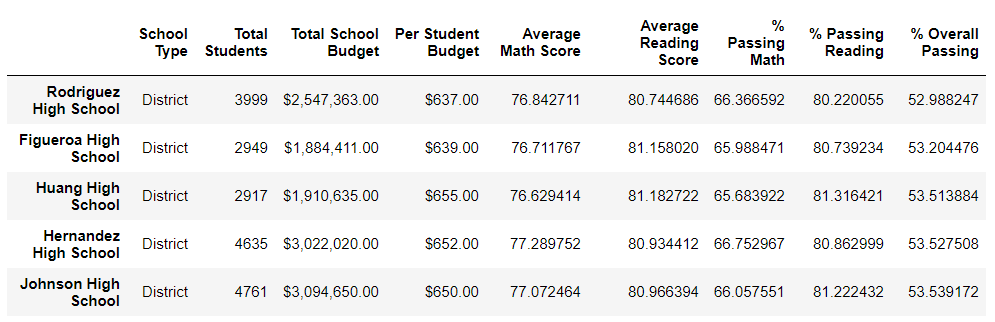 School Type Total Students Total School Budget Per Student Budget Average Math Score Average Reading Score % Passing Math % Passing Reading % Overall Passing
Rodriguez High School District 3999 $2,547,363.00 $637.00 76.842711 80.744686 66.366592 80.220055 52.988247
Figueroa High School District 2949 $1,884,411.00 $639.00 76.711767 81.158020 65.988471 80.739234 53.204476
Huang High School District 2917 $1,910,635.00 $655.00 76.629414 81.182722 65.683922 81.316421 53.513884
Hernandez High School District 4635 $3,022,020.00 $652.00 77.289752 80.934412 66.752967 80.862999 53.527508
Johnson High School District 4761 $3,094,650.00 $650.00 77.072464 80.966394 66.057551 81.222432 53.539172